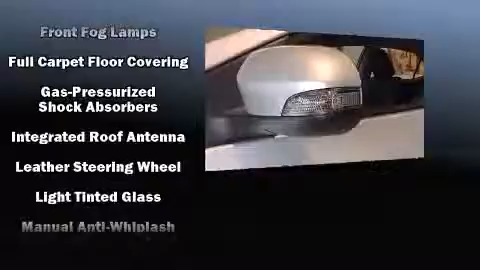 Front Fog Lamps
Full Carpet Floor Covering
Gas-Pressurized
Shock Absorbers
Integrated Roof Antenna
Leather Steering Wheel
Light Tinted Glass
Manual Anti-Whiplash